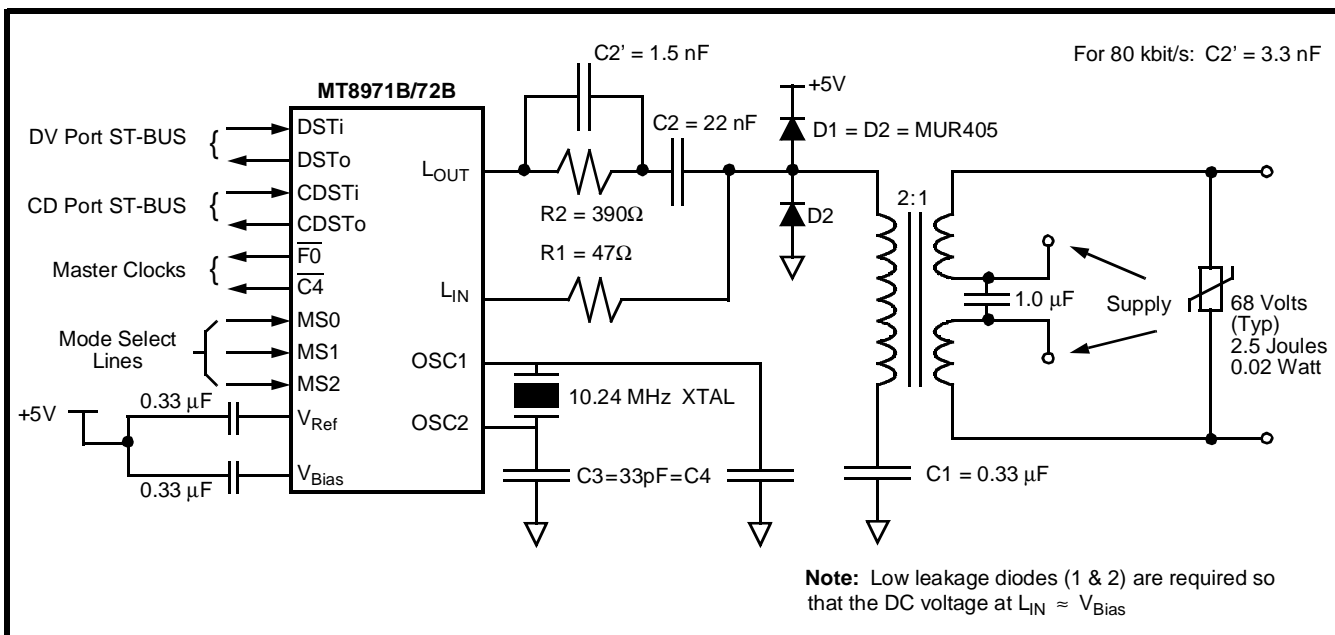 C2’ = 1.5 nF
For 80 kbit/s: C2’ = 3.3 nF
MT8971B/72B
+5V
DV Port ST-BUS {
DSTi
DSTo
C2 = 22 nF
D1 = D2 = MUR405
LOUT
CD Port ST-BUS {
CDSTi
CDSTo
R2 = 390Ω
D2
2:1
Master Clocks {
F0
C4
R1 = 47Ω
LIN
1.0 μF
Supply
68 Volts
(Typ)
2.5 Joules
0.02 Watt
Mode Select
Lines
MS0
MS1
MS2
OSC1
10.24 MHz XTAL
OSC2
+5V
0.33 μF
VRef
0.33 μF
VBias
C3=33pF=C4
C1 = 0.33 μF
Note: Low leakage diodes (1 & 2) are required so
that the DC voltage at LIN ≈ VBias